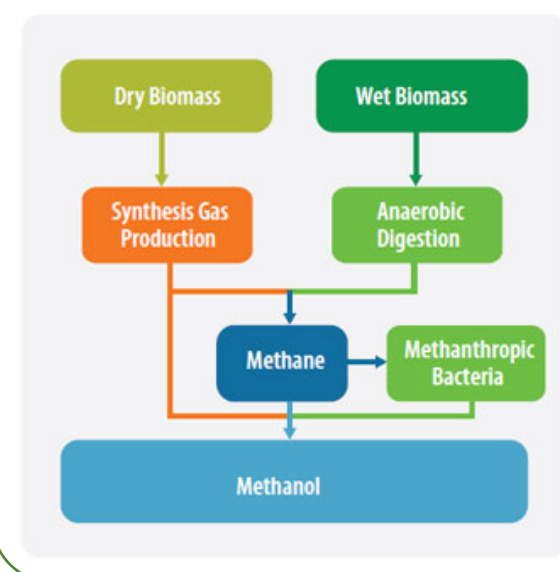 Dry Biomass
Wet Biomass
Synthesis Gas
Production
Anaerobic
Digestion
Methane
Methanthropic
Bacteria
Methanol